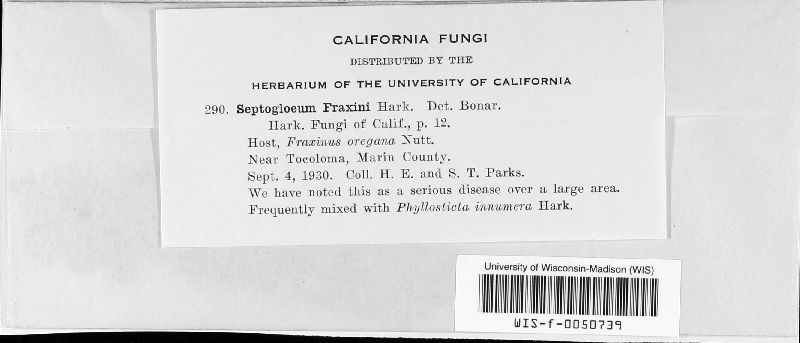 CALIFORNIA FUNGI
DISTRIBUTED BY THE
HERBARIUM OF THE UNIVERSITY OF CALIFORNIA
290. Septogloeum Fraxini Hark. Det. Bonar.
Hark. Fungi of Calif., p. 12.
Host, Fraxinus oregana Nutt.
Near Tocoloma, Marin County.
Sept. 4, 1930. Coll. H. E. and S. T. Parks.
We have noted this as a serious disease over a large area.
Frequently mixed with Phyllosticta innumera Hark.
University of Wisconsin-Madison (WIS)
WIS-f-0050739